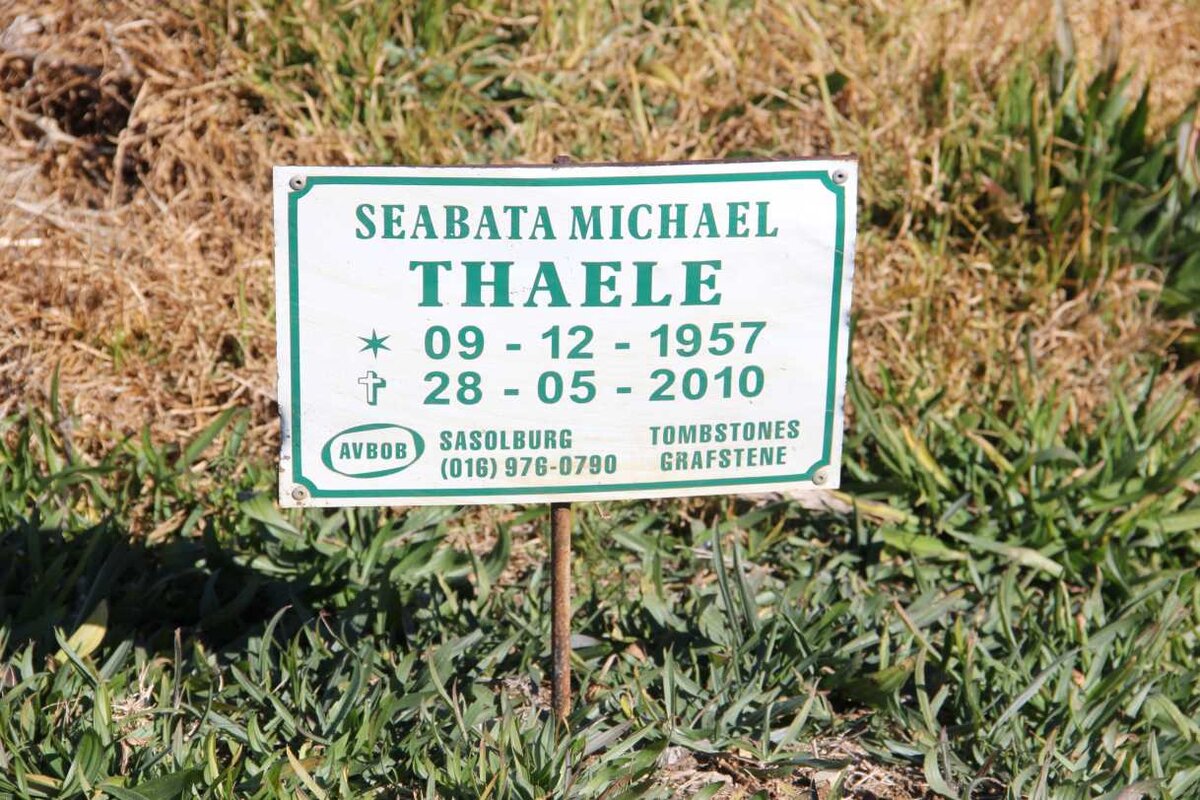 SEABATA MICHAEL
THAELE
09 - 12 - 1957
28 - 05 - 2010
AVBOB SASOLBURG TOMBSTONES
(016) 976-0790 GRAFSTENE